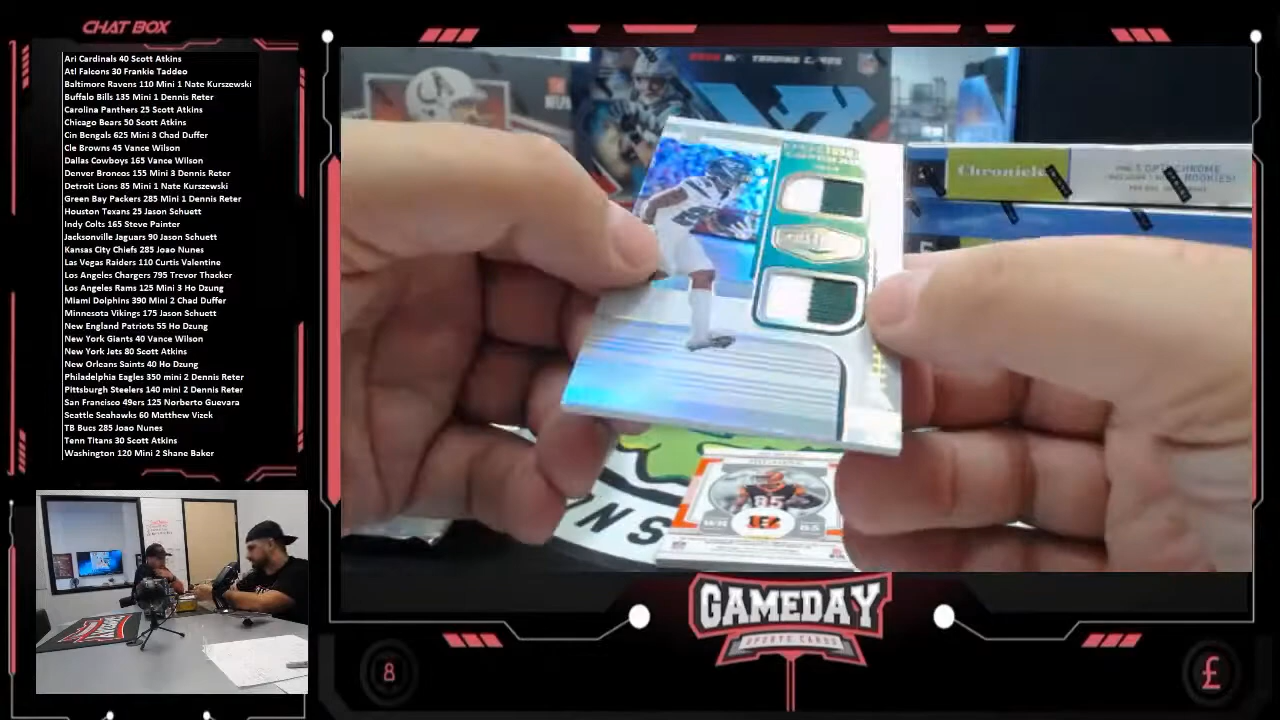 CHAT BOX
Ari Cardinals 40 Scott Atkins
Atl Falcons 30 Frankie Taddeo
Baltimore Ravens 110 Mini 1 Nate Kurszewski
Buffalo Bills 135 Mini 1 Dennis Reter
Carolina Panthers 25 Scott Atkins
Chicago Bears 50 Scott Atkins
Cin Bengals 625 Mini 3 Chad Duffer
Cle Browns 45 Vance Wilson
Dallas Cowboys 165 Vance Wilson
Denver Broncos 155 Mini 3 Dennis Reter
Detroit Lions 85 Mini 1 Nate Kurszewski
Green Bay Packers 285 Mini 1 Dennis Reter
Houston Texans 25 Jason Schuett
Indy Colts 165 Steve Painter
Jacksonville Jaguars 90 Jason Schuett
Kansas City Chiefs 285 Joao Nunes
Las Vegas Raiders 110 Curtis Valentine
Los Angeles Chargers 795 Trevor Thacker
Los Angeles Rams 125 Mini 3 Ho Dzung
Miami Dolphins 390 Mini 2 Chad Duffer
Minnesota Vikings 175 Jason Schuett
New England Patriots 55 Ho Dzung
New York Giants 40 Vance Wilson
New York Jets 80 Scott Atkins
New Orleans Saints 40 Ho Dzung
Philadelphia Eagles 350 mini 2 Dennis Reter
Pittsburgh Steelers 140 mini 2 Dennis Reter
San Francisco 49ers 125 Norberto Guevara
Seattle Seahawks 60 Matthew Vizek
TB Bucs 285 Joao Nunes
Tenn Titans 30 Scott Atkins
Washington 120 Mini 2 Shane Baker
Chronicles
85
NS
GAMEDAY
SPORTS CARDS
8
£